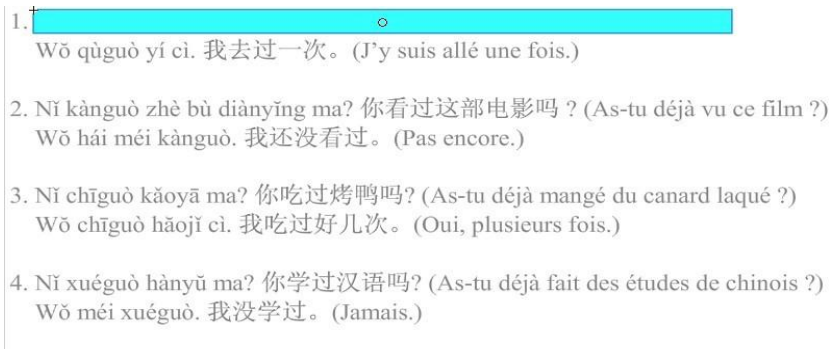 1.
Wǒ qùguò yí cì. 我去过一次。(J’y suis allé une fois.)
2. Nǐ kànguò zhè bù diànyǐng ma? 你看过这部电影吗 ? (As-tu déjà vu ce film ?)
Wǒ hái méi kànguò. 我还没看过。(Pas encore.)
3. Nǐ chīguò kǎoyā ma? 你吃过烤鸭吗? (As-tu déjà mangé du canard laqué ?)
Wǒ chīguò hǎojǐ cì. 我吃过好几次。(Oui, plusieurs fois.)
4. Nǐ xuéguò hànyǔ ma? 你学过汉语吗? (As-tu déjà fait des études de chinois ?)
Wǒ méi xuéguò. 我没学过。(Jamais.)